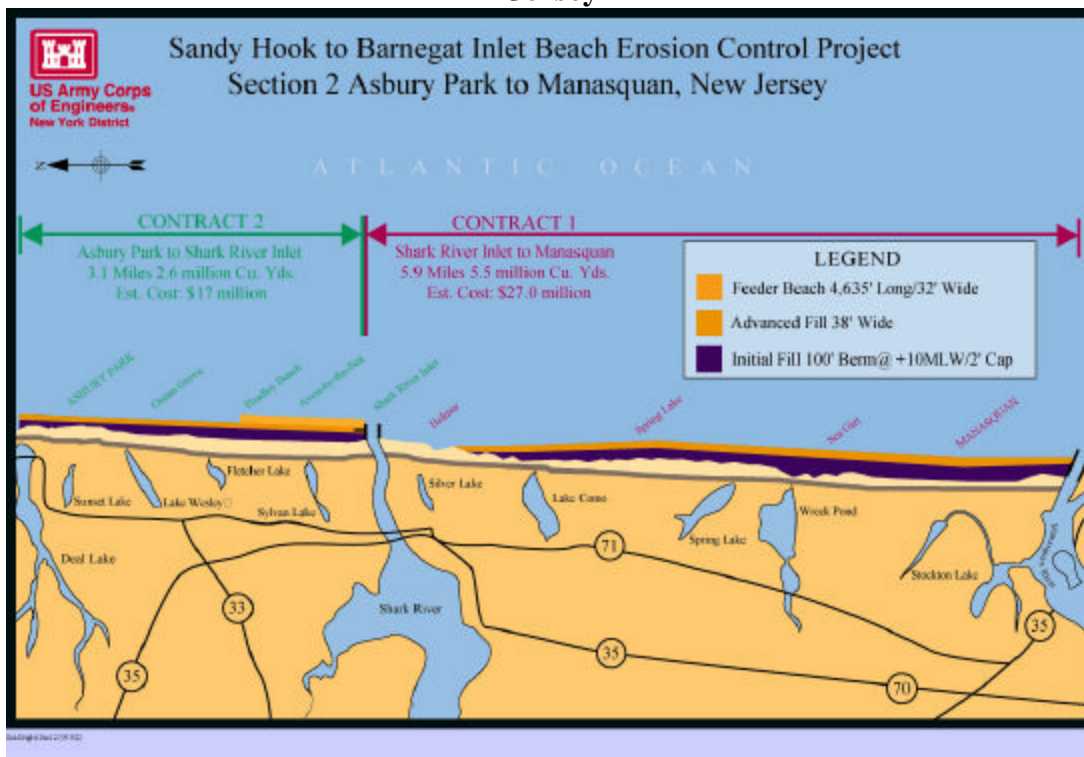 Sandy Hook to Barnegat Inlet Beach Erosion Control Project
Section 2 Asbury Park to Manasquan, New Jersey
US Army Corps
of Engineers®
New York District
N
ATLANTIC OCEAN
CONTRACT 2
Asbury Park to Shark River Inlet
3.1 Miles 2.6 million Cu. Yds.
Est. Cost: $17 million
CONTRACT 1
Shark River Inlet to Manasquan
5.9 Miles 5.5 million Cu. Yds.
Est. Cost: $27.0 million
LEGEND
Feeder Beach 4,635' Long/32' Wide
Advanced Fill 38' Wide
Initial Fill 100' Berm@ +10MLW/2' Cap
ASBURY PARK
Ocean Grove
Bradley Beach
Avon-by-the-Sea
Shark River Inlet
Belmar
Spring Lake
Sea Girt
MANASQUAN
Sunset Lake
Lake Wesley
Fletcher Lake
Sylvan Lake
Silver Lake
Lake Como
Spring Lake
Wreck Pond
Stockton Lake
Manasquan River
Deal Lake
Shark River
71
33
35
35
35
70